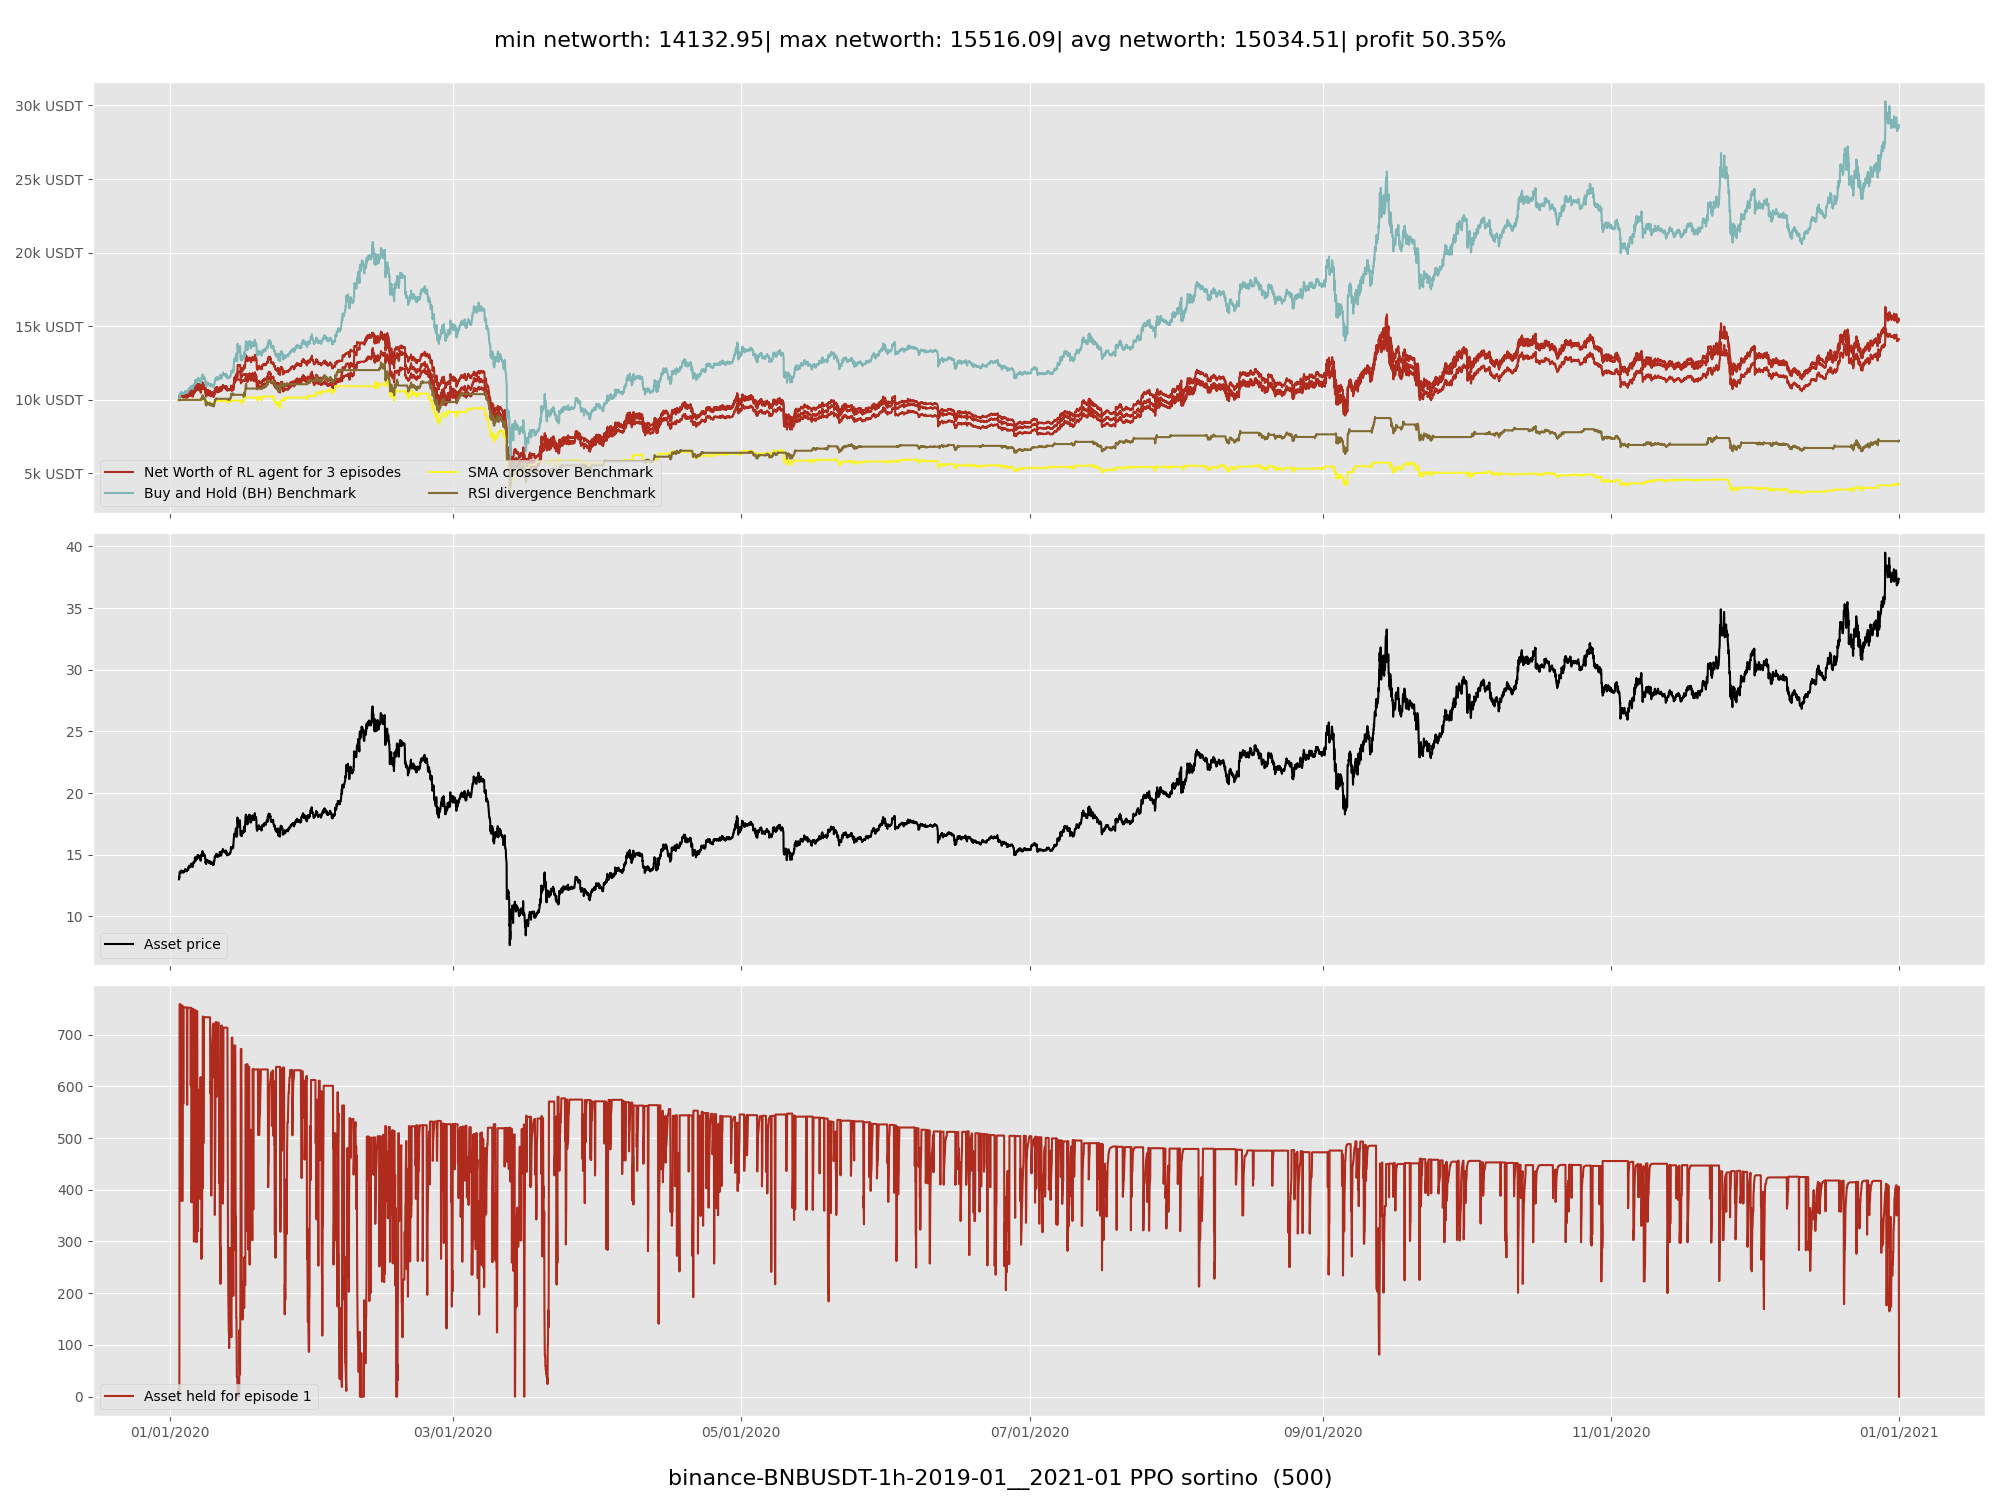 min networth: 14132.95| max networth: 15516.09| avg networth: 15034.51| profit 50.35%
30k USDT
25k USDT
20k USDT
15k USDT
10k USDT
5k USDT
Net Worth of RL agent for 3 episodes
Buy and Hold (BH) Benchmark
SMA crossover Benchmark
RSI divergence Benchmark
40
35
30
25
20
15
10
Asset price
700
600
500
400
300
200
100
0
Asset held for episode 1
01/01/2020
03/01/2020
05/01/2020
07/01/2020
09/01/2020
11/01/2020
01/01/2021
binance-BNBUSDT-1h-2019-01__2021-01 PPO sortino  (500)